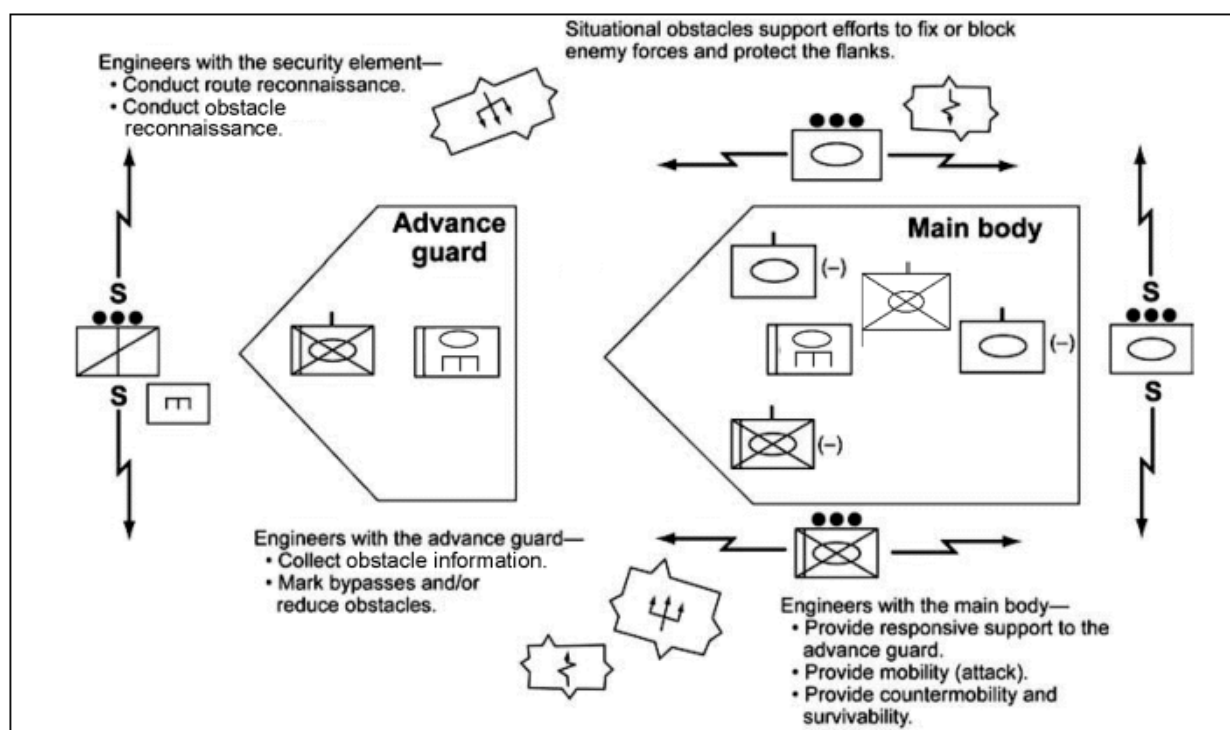 Situational obstacles support efforts to fix or block
enemy forces and protect the flanks.
Engineers with the security element—
• Conduct route reconnaissance.
• Conduct obstacle
reconnaissance.
Advance
guard
Main body
(–)
S
S
(–)
S
S
(–)
Engineers with the advance guard—
• Collect obstacle information.
• Mark bypasses and/or
reduce obstacles.
Engineers with the main body—
• Provide responsive support to the
advance guard.
• Provide mobility (attack).
• Provide countermobility and
survivability.